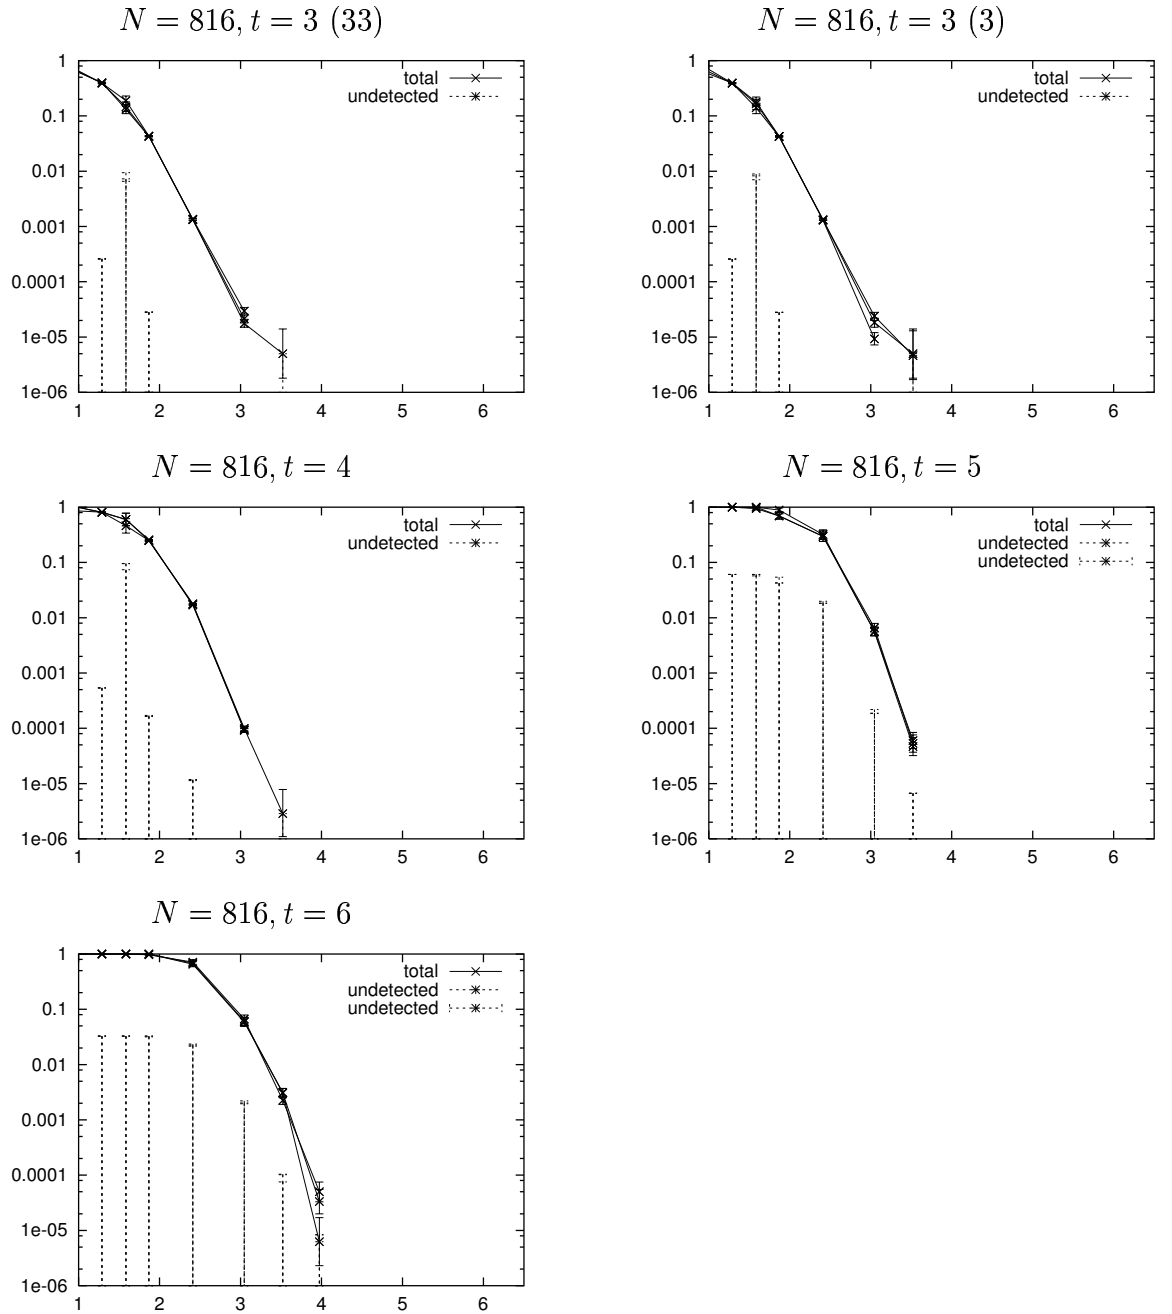 N = 816, t = 3 (33)
1
0.1
0.01
0.001
0.0001
1e-05
1e-06
total
undetected
1 2 3 4 5 6
N = 816, t = 3 (3)
1
0.1
0.01
0.001
0.0001
1e-05
1e-06
total
undetected
1 2 3 4 5 6
N = 816, t = 4
1
0.1
0.01
0.001
0.0001
1e-05
1e-06
total
undetected
1 2 3 4 5 6
N = 816, t = 5
1
0.1
0.01
0.001
0.0001
1e-05
1e-06
total
undetected
undetected
1 2 3 4 5 6
N = 816, t = 6
1
0.1
0.01
0.001
0.0001
1e-05
1e-06
total
undetected
undetected
1 2 3 4 5 6